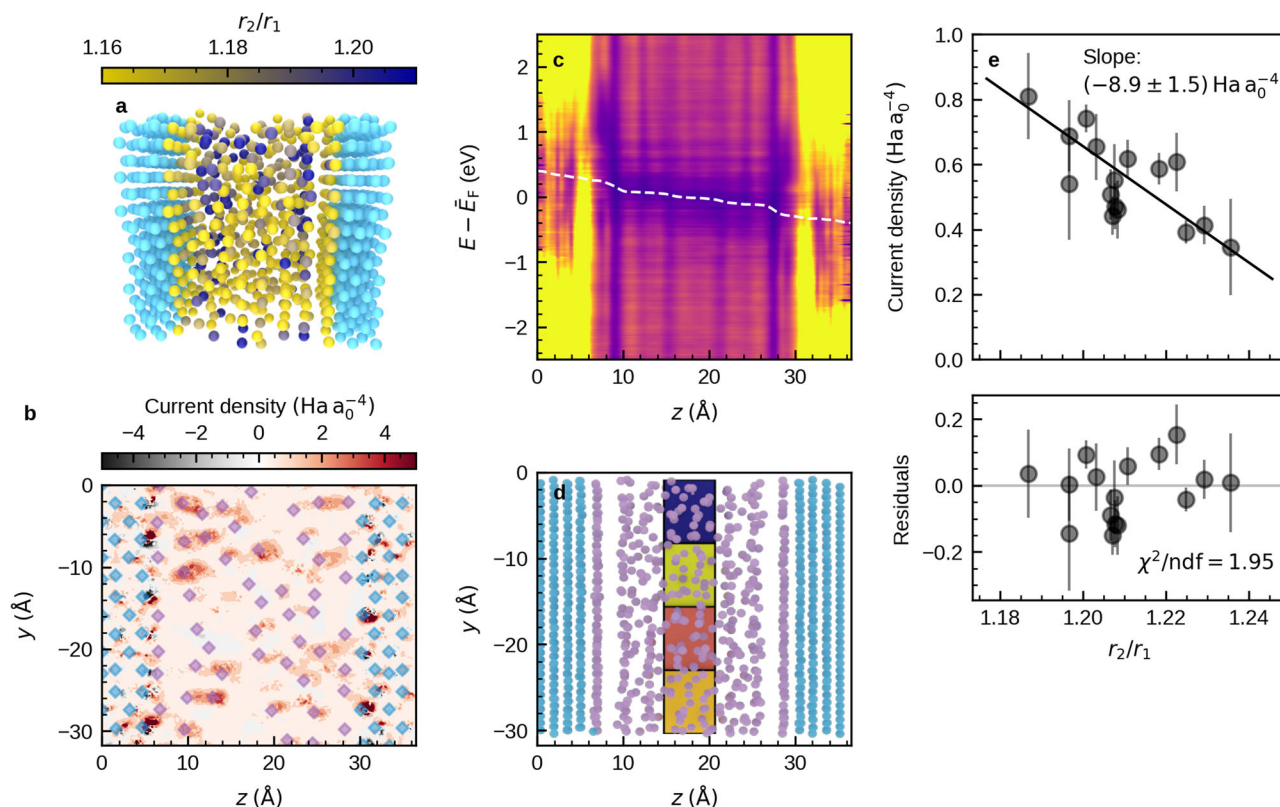 r₂/r₁
1.16 1.18 1.20
a
b
Current density (Ha a₀⁻⁴)
−4 −2 0 2 4
0
−10
−20
−30
y (Å)
0 10 20 30
z (Å)
c
2
1
0
−1
−2
E − ĒF (eV)
0 10 20 30
z (Å)
d
0
−10
−20
−30
y (Å)
0 10 20 30
z (Å)
e
Slope:
(−8.9 ± 1.5) Ha a₀⁻⁴
1.0
0.8
0.6
0.4
0.2
0.0
Current density (Ha a₀⁻⁴)
0.2
0.0
−0.2
Residuals
χ²/ndf = 1.95
1.18 1.20 1.22 1.24
r₂/r₁